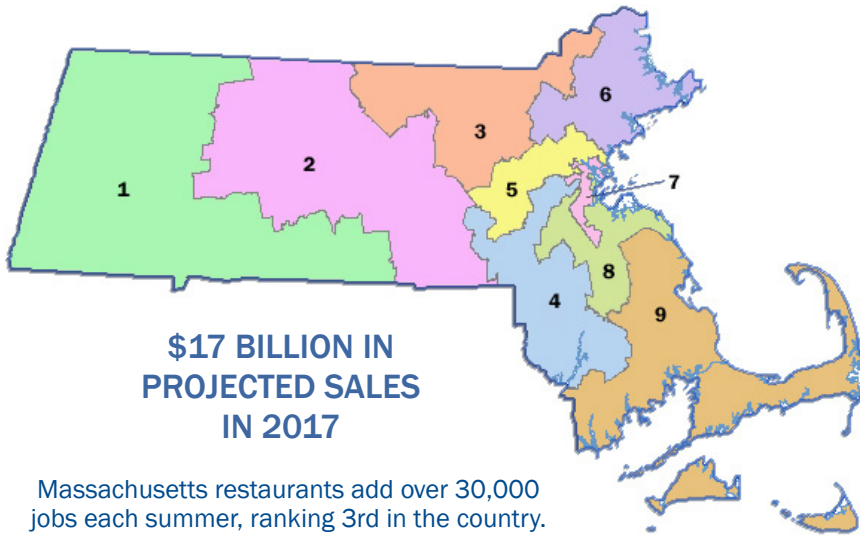 6
3
2
7
1
5
8
4
9
$17 BILLION IN
PROJECTED SALES
IN 2017
Massachusetts restaurants add over 30,000
jobs each summer, ranking 3rd in the country.